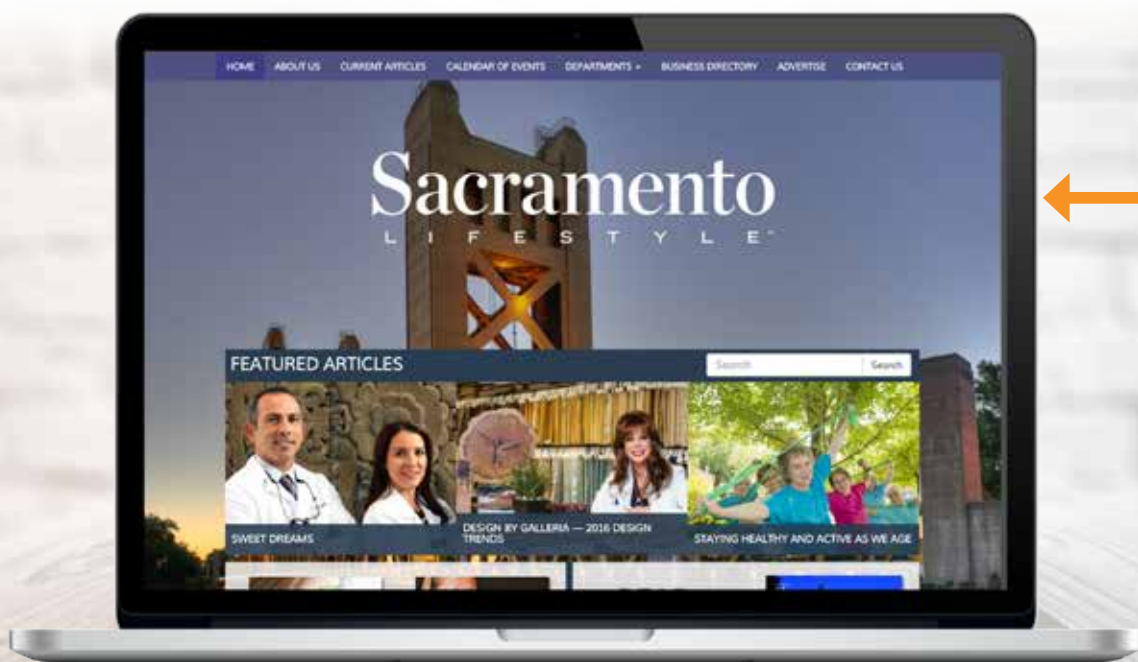 HOME ABOUT US CURRENT ARTICLES CALENDAR OF EVENTS DEPARTMENTS BUSINESS DIRECTORY ADVERTISE CONTACT US
Sacramento
LIFESTYLE™
FEATURED ARTICLES
Search Search
SWEET DREAMS
DESIGN BY GALLERIA — 2016 DESIGN
TRENDS
STAYING HEALTHY AND ACTIVE AS WE AGE